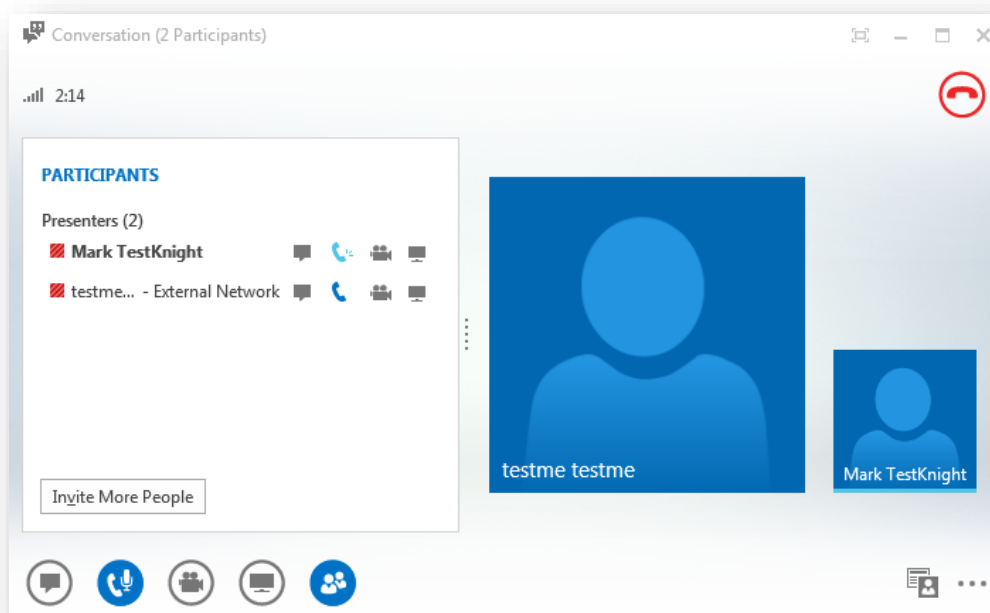 Conversation (2 Participants)
2:14
PARTICIPANTS
Presenters (2)
Mark TestKnight
testme... - External Network
Invite More People
testme testme
Mark TestKnight